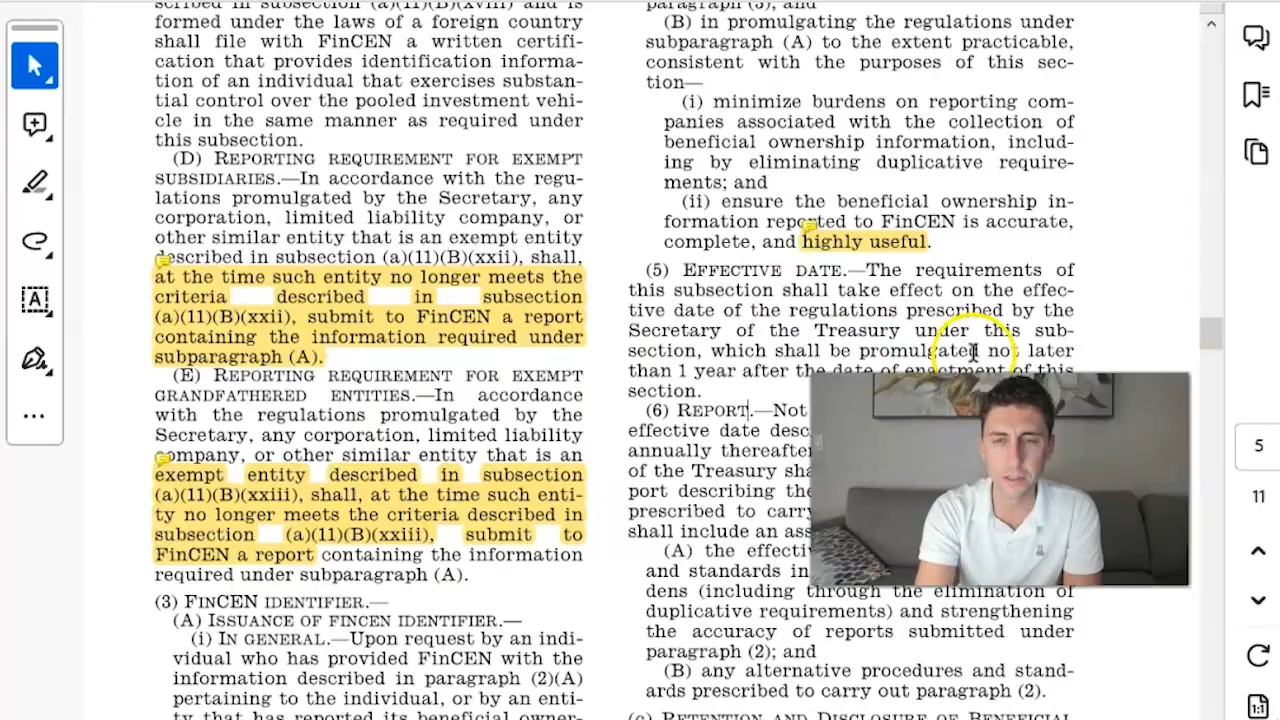 scribed in subsection (a)(11)(B)(xviii) and is
formed under the laws of a foreign country
shall file with FinCEN a written certifi-
cation that provides identification informa-
tion of an individual that exercises substan-
tial control over the pooled investment vehi-
cle in the same manner as required under
this subsection.
(D) REPORTING REQUIREMENT FOR EXEMPT
SUBSIDIARIES.—In accordance with the regu-
lations promulgated by the Secretary, any
corporation, limited liability company, or
other similar entity that is an exempt entity
described in subsection (a)(11)(B)(xxii), shall,
at the time such entity no longer meets the
criteria described in subsection
(a)(11)(B)(xxii), submit to FinCEN a report
containing the information required under
subparagraph (A).
(E) REPORTING REQUIREMENT FOR EXEMPT
GRANDFATHERED ENTITIES.—In accordance
with the regulations promulgated by the
Secretary, any corporation, limited liability
company, or other similar entity that is an
exempt entity described in subsection
(a)(11)(B)(xxiii), shall, at the time such enti-
ty no longer meets the criteria described in
subsection (a)(11)(B)(xxiii), submit to
FinCEN a report containing the information
required under subparagraph (A).
(3) FINCEN IDENTIFIER.—
(A) ISSUANCE OF FINCEN IDENTIFIER.—
(i) IN GENERAL.—Upon request by an indi-
vidual who has provided FinCEN with the
information described in paragraph (2)(A)
pertaining to the individual, or by an enti-
ty that has reported its beneficial owner-
paragraph (3); and
(B) in promulgating the regulations under
subparagraph (A) to the extent practicable,
consistent with the purposes of this sec-
tion—
(i) minimize burdens on reporting com-
panies associated with the collection of
beneficial ownership information, includ-
ing by eliminating duplicative require-
ments; and
(ii) ensure the beneficial ownership in-
formation reported to FinCEN is accurate,
complete, and highly useful.
(5) EFFECTIVE DATE.—The requirements of
this subsection shall take effect on the effec-
tive date of the regulations prescribed by the
Secretary of the Treasury under this sub-
section, which shall be promulgated not later
than 1 year after the date of enactment of this
section.
(6) REPORT.—Not
effective date desc
annually thereafter
of the Treasury sha
port describing the
prescribed to carry
shall include an ass
(A) the effecti
and standards in
dens (including through the elimination of
duplicative requirements) and strengthening
the accuracy of reports submitted under
paragraph (2); and
(B) any alternative procedures and stand-
ards prescribed to carry out paragraph (2).
(c) RETENTION AND DISCLOSURE OF BENEFICIAL
5
11
1:1